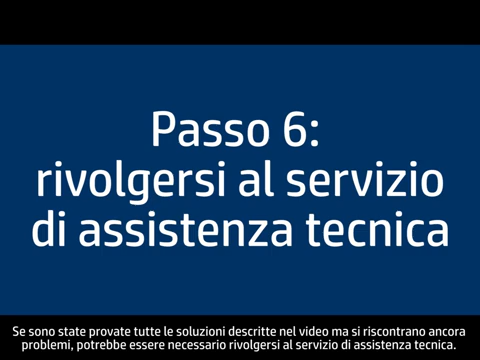 Passo 6:
rivolgersi al servizio
di assistenza tecnica
Se sono state provate tutte le soluzioni descritte nel video ma si riscontrano ancora
problemi, potrebbe essere necessario rivolgersi al servizio di assistenza tecnica.